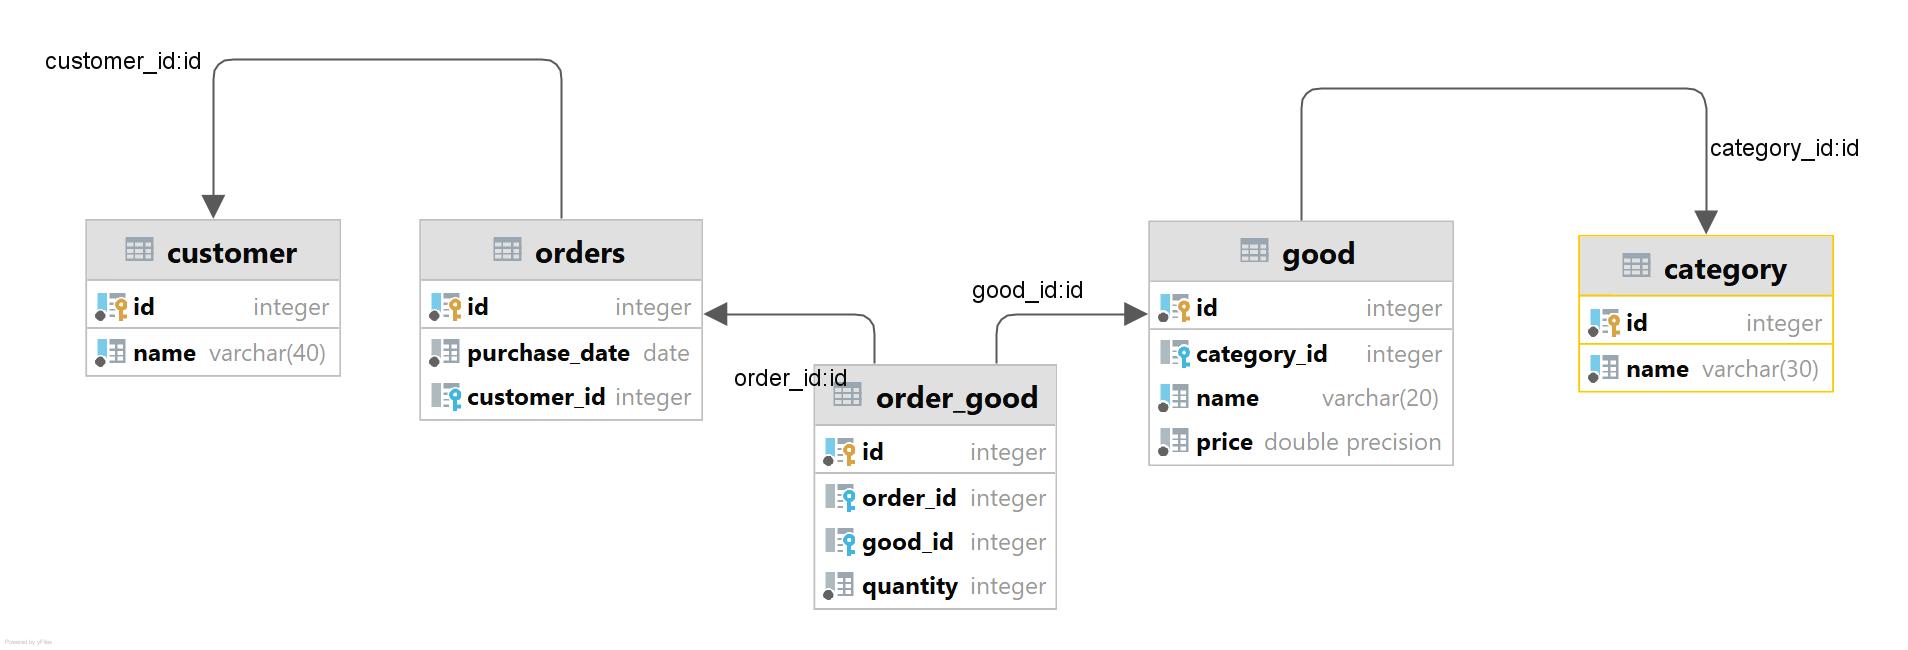 customer_id:id
category_id:id
customer
id integer
name varchar(40)
orders
id integer
purchase_date date
customer_id integer
order_id:id
order_good
id integer
order_id integer
good_id integer
quantity integer
good_id:id
good
id integer
category_id integer
name varchar(20)
price double precision
category
id integer
name varchar(30)
Powered by yFiles